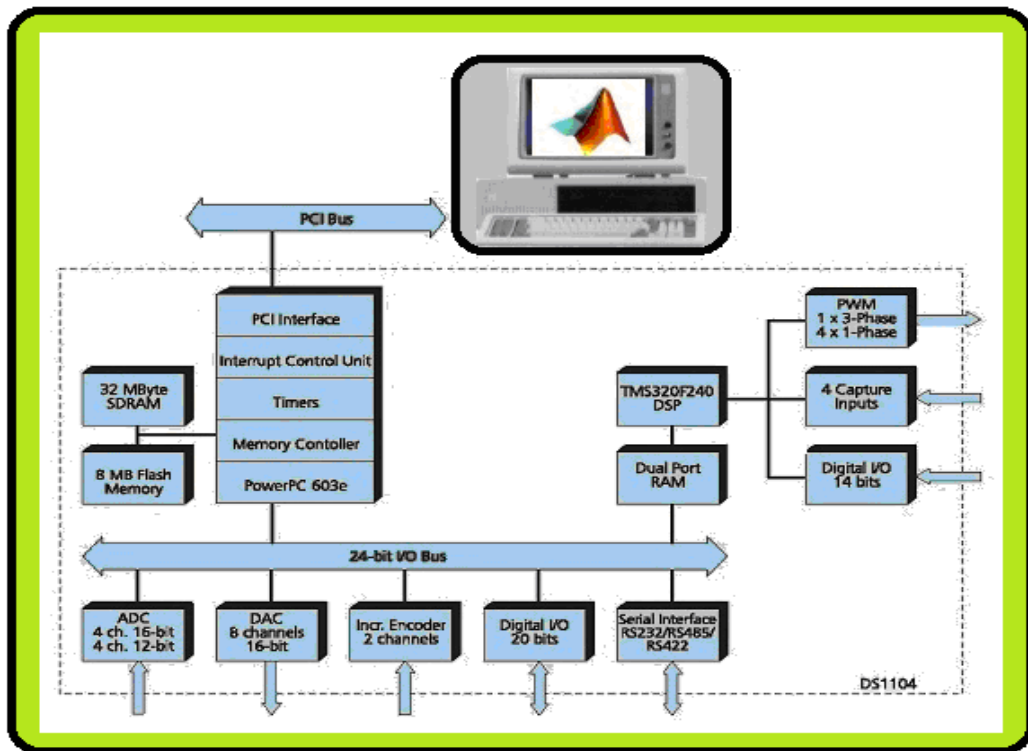 PCI Bus
PCI Interface
Interrupt Control Unit
Timers
Memory Contoller
PowerPC 603e
32 MByte
SDRAM
8 MB Flash
Memory
TMS320F240
DSP
Dual Port
RAM
PWM
1 x 3-Phase
4 x 1-Phase
4 Capture
Inputs
Digital I/O
14 bits
24-bit I/O Bus
ADC
4 ch. 16-bit
4 ch. 12-bit
DAC
8 channels
16-bit
Incr. Encoder
2 channels
Digital I/O
20 bits
Serial Interface
RS232/RS485/
RS422
DS1104